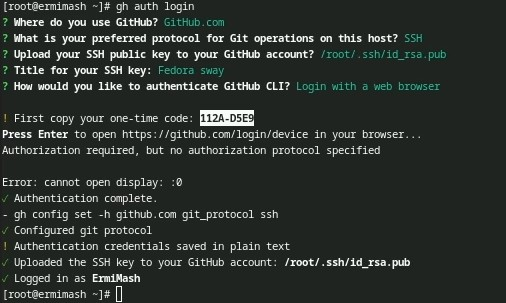 [root@ermimash ~]# gh auth login
? Where do you use GitHub? GitHub.com
? What is your preferred protocol for Git operations on this host? SSH
? Upload your SSH public key to your GitHub account? /root/.ssh/id_rsa.pub
? Title for your SSH key: Fedora sway
? How would you like to authenticate GitHub CLI? Login with a web browser
! First copy your one-time code: 112A-D5E9
Press Enter to open https://github.com/login/device in your browser...
Authorization required, but no authorization protocol specified
Error: cannot open display: :0
✓ Authentication complete.
- gh config set -h github.com git_protocol ssh
✓ Configured git protocol
! Authentication credentials saved in plain text
✓ Uploaded the SSH key to your GitHub account: /root/.ssh/id_rsa.pub
✓ Logged in as ErmiMash
[root@ermimash ~]#